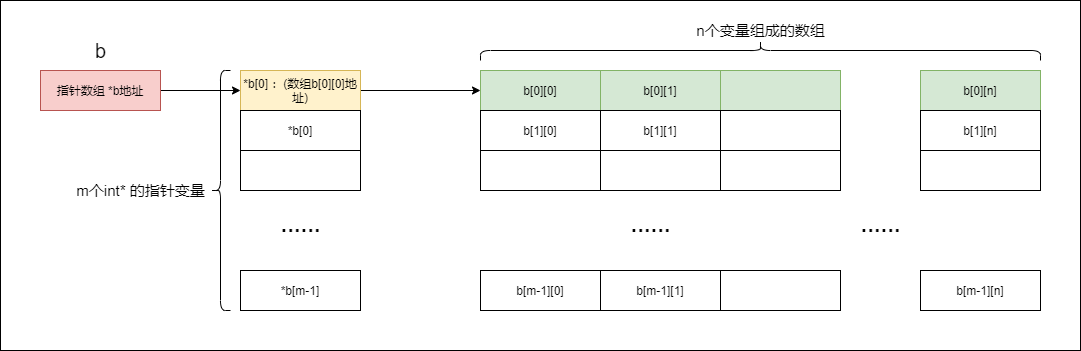 n个变量组成的数组
b
指针数组 *b地址
*b[0]：（数组b[0][0]地
址）
b[0][0]
b[0][1]
b[0][n]
*b[0]
b[1][0]
b[1][1]
b[1][n]
m个int* 的指针变量
······
······
······
*b[m-1]
b[m-1][0]
b[m-1][1]
b[m-1][n]